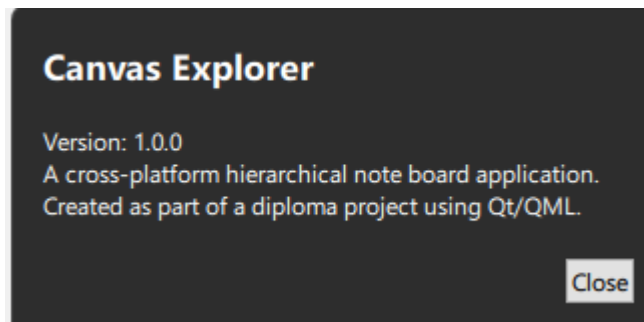 Canvas Explorer
Version: 1.0.0
A cross-platform hierarchical note board application.
Created as part of a diploma project using Qt/QML.
Close